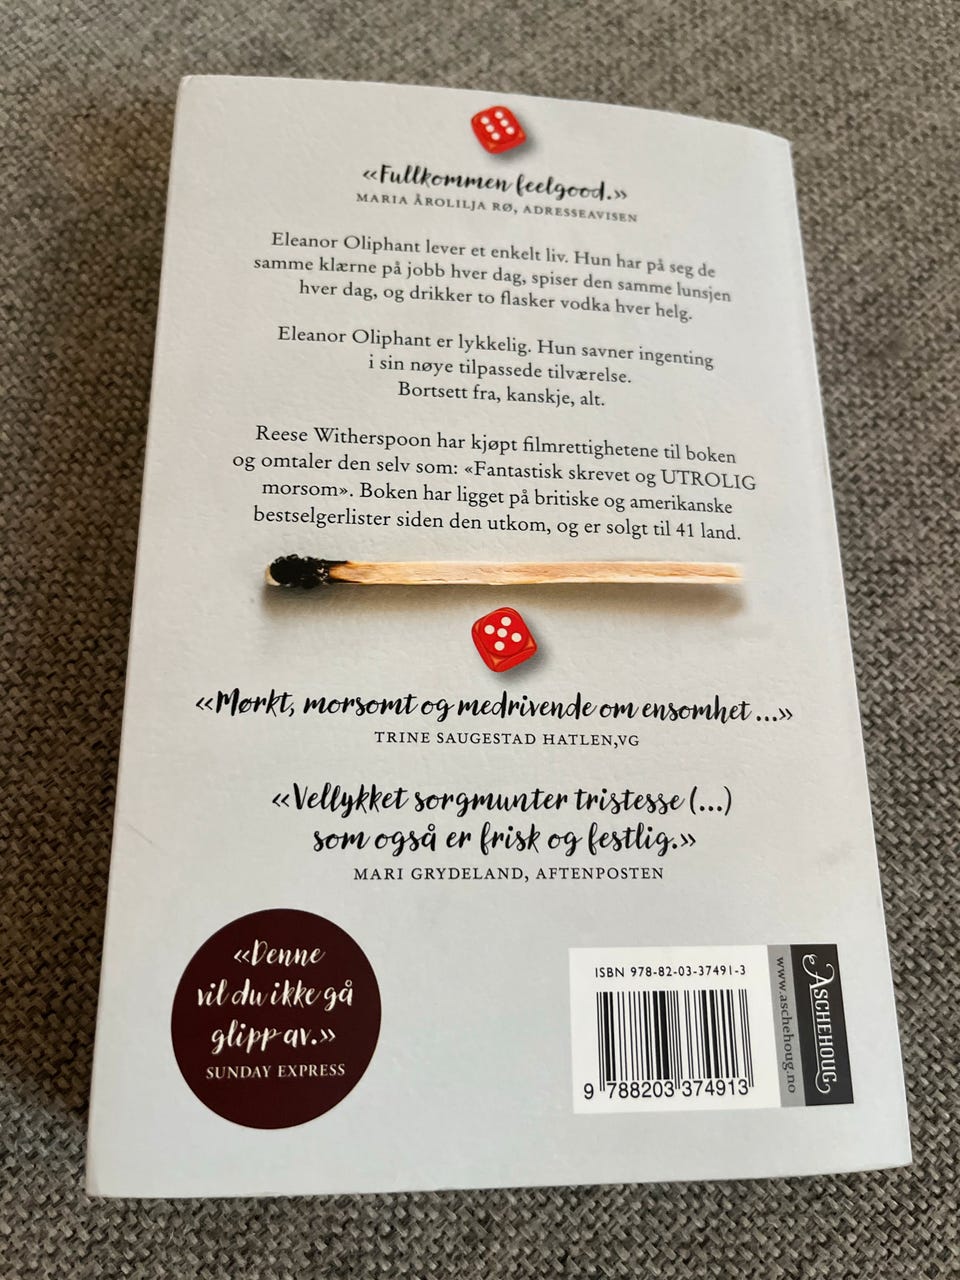 «Fullkommen feelgood.»
MARIA ÅROLILJA RØ, ADRESSEAVISEN
Eleanor Oliphant lever et enkelt liv. Hun har på seg de
samme klærne på jobb hver dag, spiser den samme lunsjen
hver dag, og drikker to flasker vodka hver helg.
Eleanor Oliphant er lykkelig. Hun savner ingenting
i sin nøye tilpassede tilværelse.
Bortsett fra, kanskje, alt.
Reese Witherspoon har kjøpt filmrettighetene til boken
og omtaler den selv som: «Fantastisk skrevet og UTROLIG
morsom». Boken har ligget på britiske og amerikanske
bestselgerlister siden den utkom, og er solgt til 41 land.
«Mørkt, morsomt og medrivende om ensomhet ...»
TRINE SAUGESTAD HATLEN,VG
«Vellykket sorgmunter tristesse (...)
som også er frisk og festlig.»
MARI GRYDELAND, AFTENPOSTEN
«Denne
vil du ikke gå
glipp av.»
SUNDAY EXPRESS
ISBN 978-82-03-37491-3
9 788203 374913
www.aschehoug.no
ASCHEHOUG